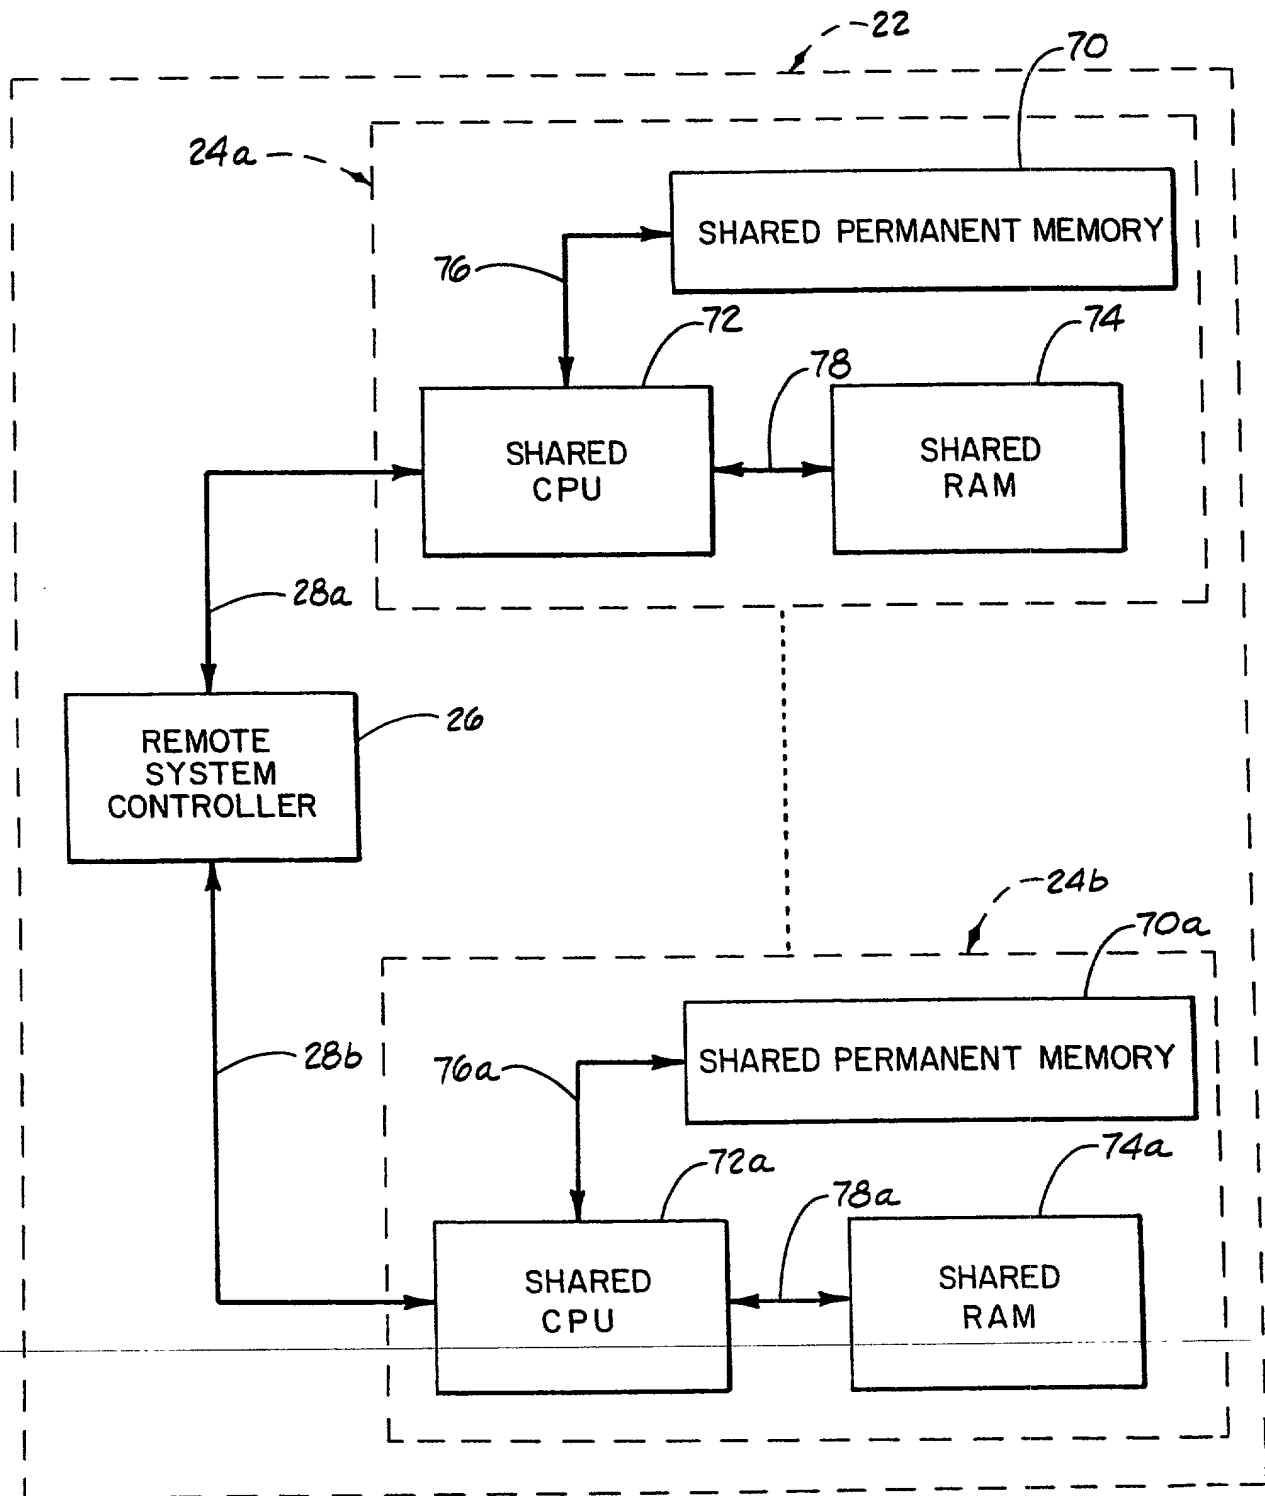 22
70
24a
SHARED PERMANENT MEMORY
76
72
74
78
SHARED
CPU
SHARED
RAM
28a
26
REMOTE
SYSTEM
CONTROLLER
24b
70a
28b
76a
SHARED PERMANENT MEMORY
72a
74a
78a
SHARED
CPU
SHARED
RAM